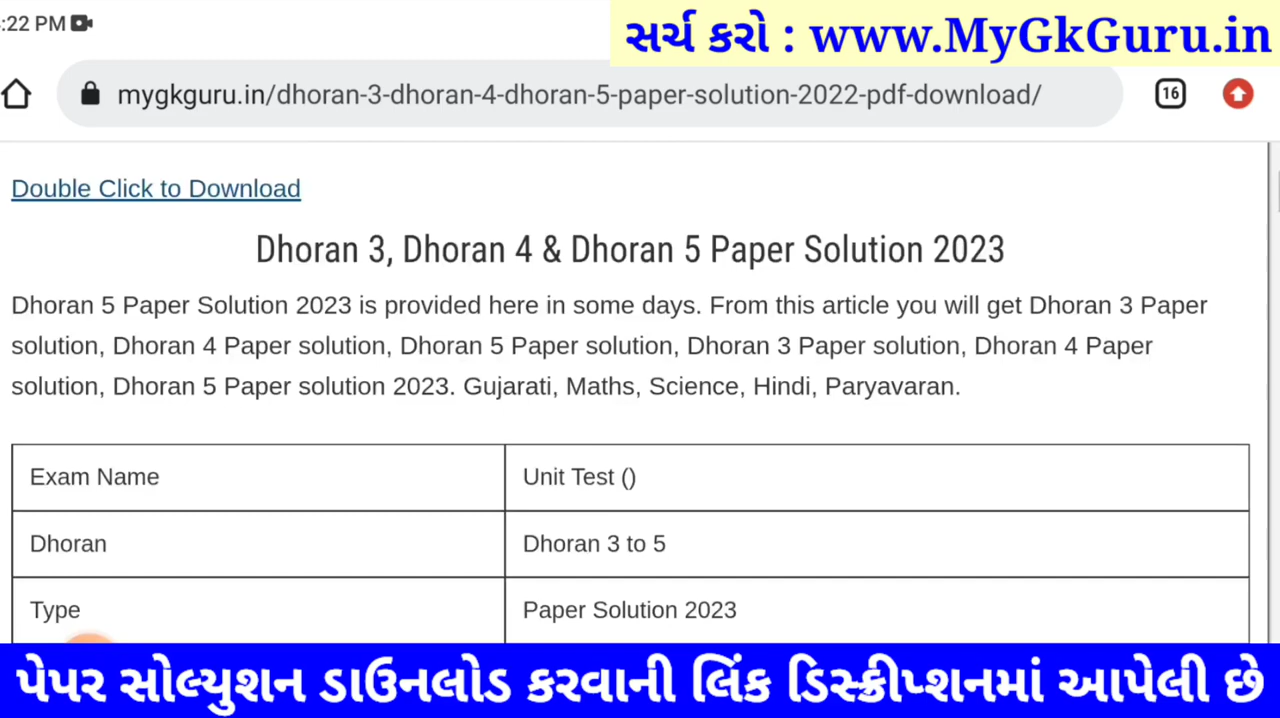 :22 PM
સર્ચ કરો : www.MyGkGuru.in
mygkguru.in/dhoran-3-dhoran-4-dhoran-5-paper-solution-2022-pdf-download/
16
Double Click to Download
Dhoran 3, Dhoran 4 & Dhoran 5 Paper Solution 2023
Dhoran 5 Paper Solution 2023 is provided here in some days. From this article you will get Dhoran 3 Paper
solution, Dhoran 4 Paper solution, Dhoran 5 Paper solution, Dhoran 3 Paper solution, Dhoran 4 Paper
solution, Dhoran 5 Paper solution 2023. Gujarati, Maths, Science, Hindi, Paryavaran.
Exam Name Unit Test ()
Dhoran Dhoran 3 to 5
Type Paper Solution 2023
પેપર સોલ્યુશન ડાઉનલોડ કરવાની લિંક ડિસ્ક્રીપ્શનમાં આપેલી છે